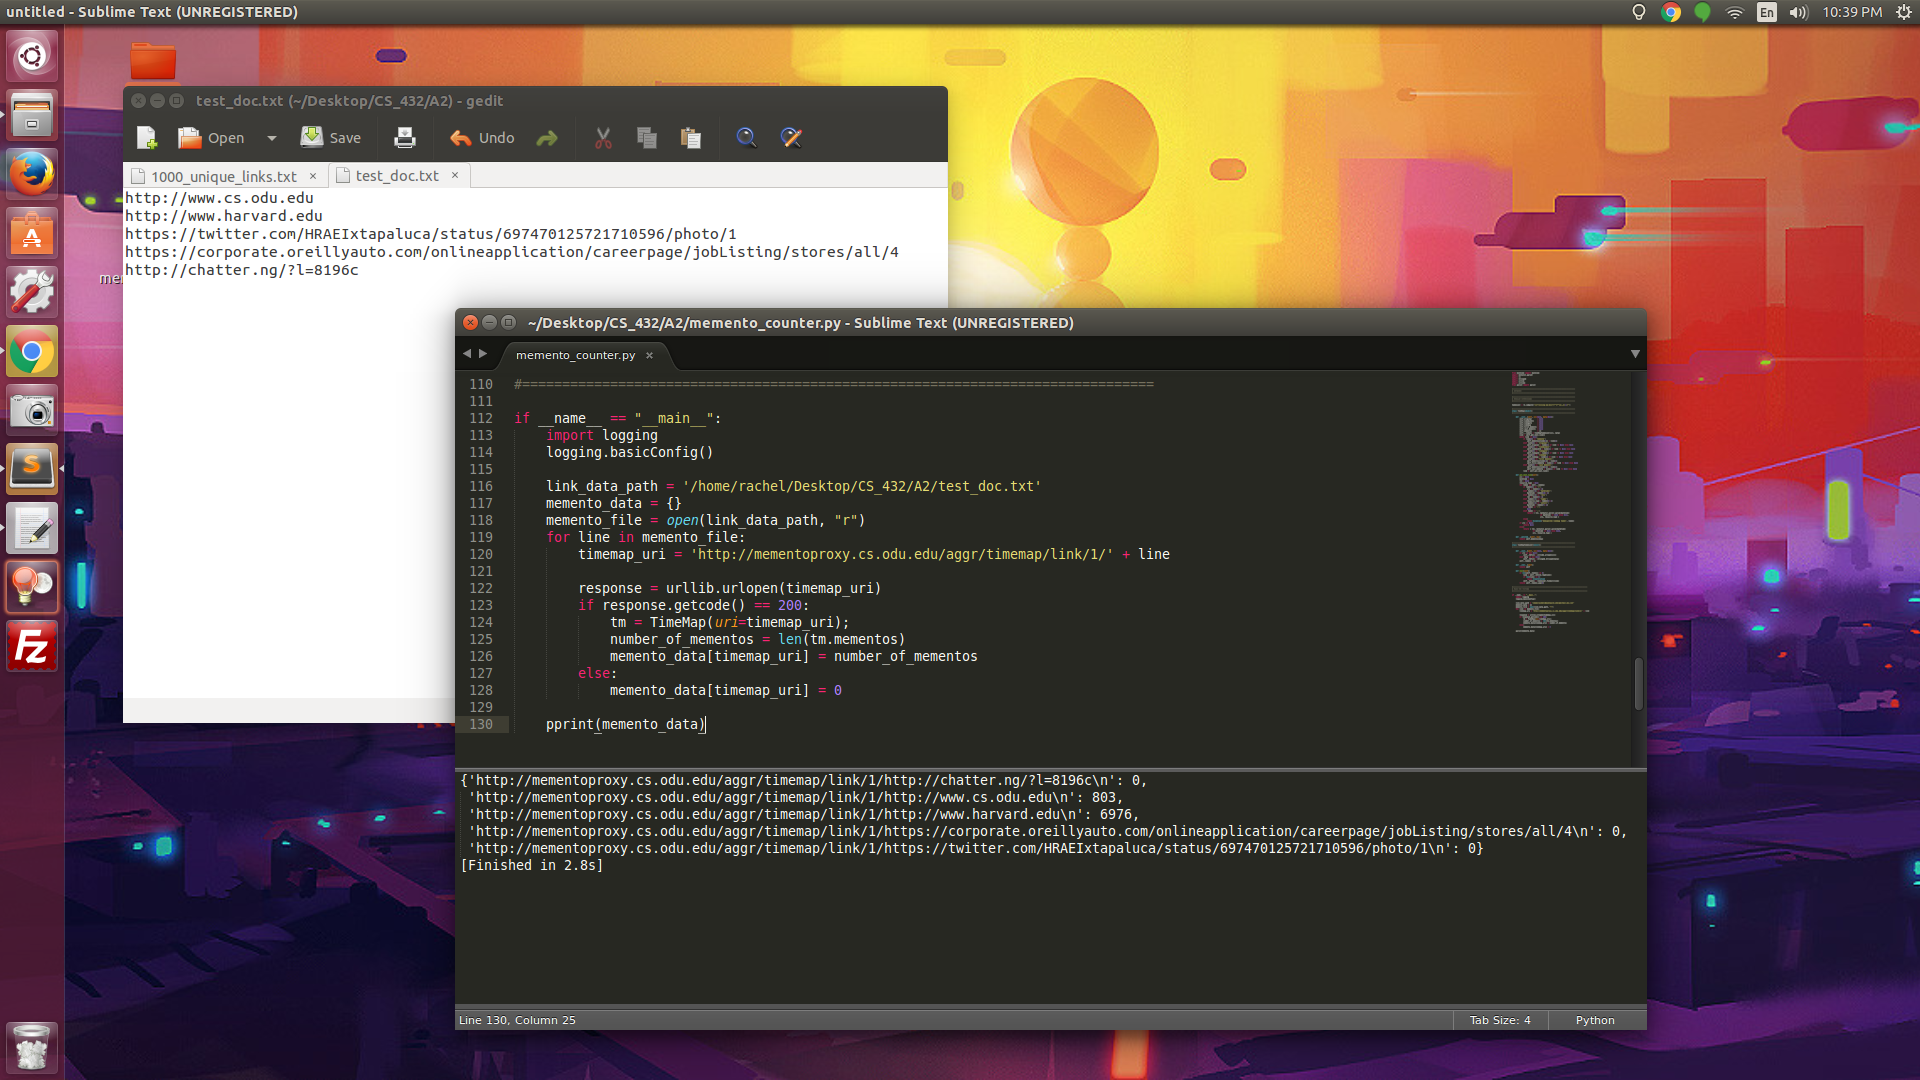 untitled - Sublime Text (UNREGISTERED)
En
10:39 PM
test_doc.txt (~/Desktop/CS_432/A2) - gedit
Open
Save
Undo
1000_unique_links.txt ×
test_doc.txt ×
http://www.cs.odu.edu
http://www.harvard.edu
https://twitter.com/HRAEIxtapaluca/status/697470125721710596/photo/1
https://corporate.oreillyauto.com/onlineapplication/careerpage/jobListing/stores/all/4
http://chatter.ng/?l=8196c
~/Desktop/CS_432/A2/memento_counter.py - Sublime Text (UNREGISTERED)
memento_counter.py ×
110 #===============================================================================
111
112 if __name__ == "__main__":
113     import logging
114     logging.basicConfig()
115
116     link_data_path = '/home/rachel/Desktop/CS_432/A2/test_doc.txt'
117     memento_data = {}
118     memento_file = open(link_data_path, "r")
119     for line in memento_file:
120         timemap_uri = 'http://mementoproxy.cs.odu.edu/aggr/timemap/link/1/' + line
121
122         response = urllib.urlopen(timemap_uri)
123         if response.getcode() == 200:
124             tm = TimeMap(uri=timemap_uri);
125             number_of_mementos = len(tm.mementos)
126             memento_data[timemap_uri] = number_of_mementos
127         else:
128             memento_data[timemap_uri] = 0
129
130     pprint(memento_data)
{'http://mementoproxy.cs.odu.edu/aggr/timemap/link/1/http://chatter.ng/?l=8196c\n': 0,
 'http://mementoproxy.cs.odu.edu/aggr/timemap/link/1/http://www.cs.odu.edu\n': 803,
 'http://mementoproxy.cs.odu.edu/aggr/timemap/link/1/http://www.harvard.edu\n': 6976,
 'http://mementoproxy.cs.odu.edu/aggr/timemap/link/1/https://corporate.oreillyauto.com/onlineapplication/careerpage/jobListing/stores/all/4\n': 0,
 'http://mementoproxy.cs.odu.edu/aggr/timemap/link/1/https://twitter.com/HRAEIxtapaluca/status/697470125721710596/photo/1\n': 0}
[Finished in 2.8s]
Line 130, Column 25
Tab Size: 4
Python